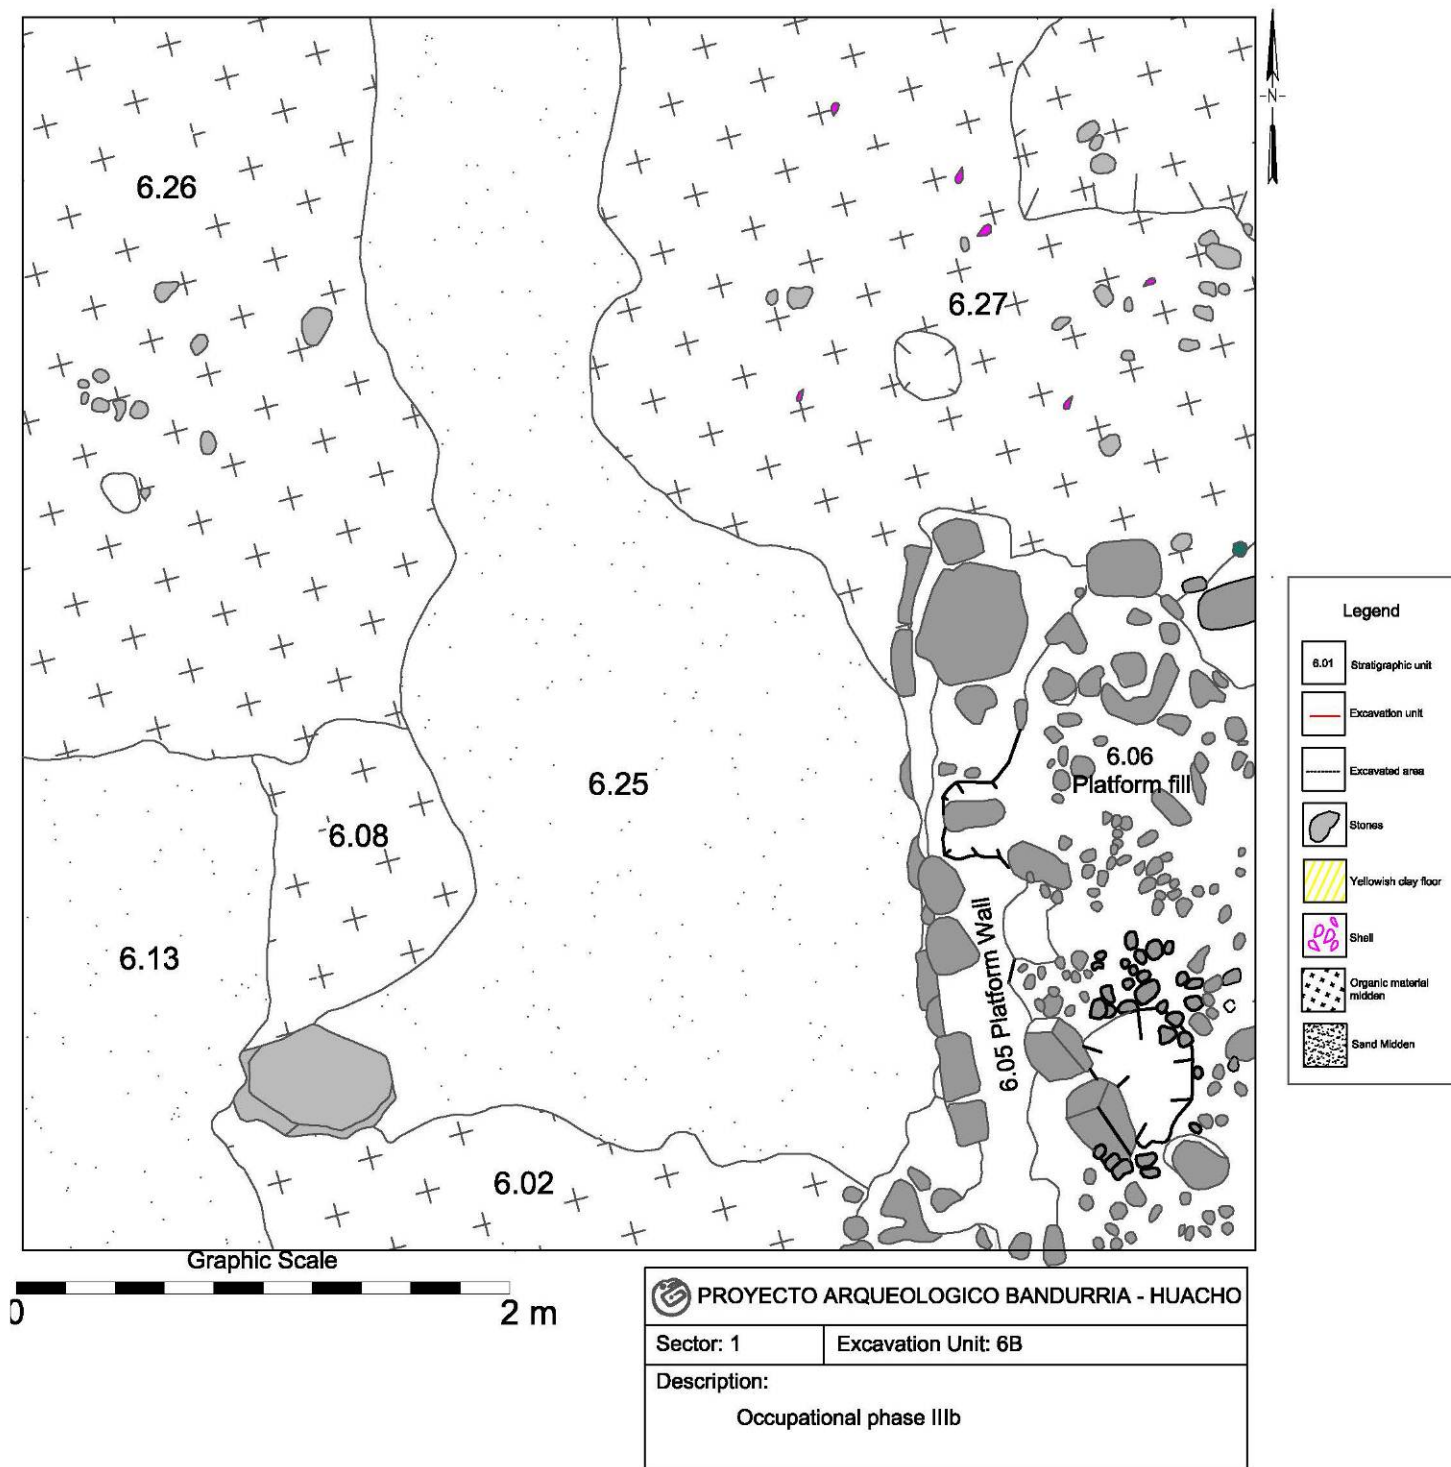 N
6.26
6.27
6.06
Platform fill
6.25
6.08
6.13
6.05 Platform Wall
6.02
Legend
6.01 Stratigraphic unit
Excavation unit
Excavated area
Stones
Yellowish clay floor
Shell
Organic material
midden
Sand Midden
Graphic Scale
0 2 m
PROYECTO ARQUEOLOGICO BANDURRIA - HUACHO
Sector: 1 Excavation Unit: 6B
Description:
Occupational phase IIIb